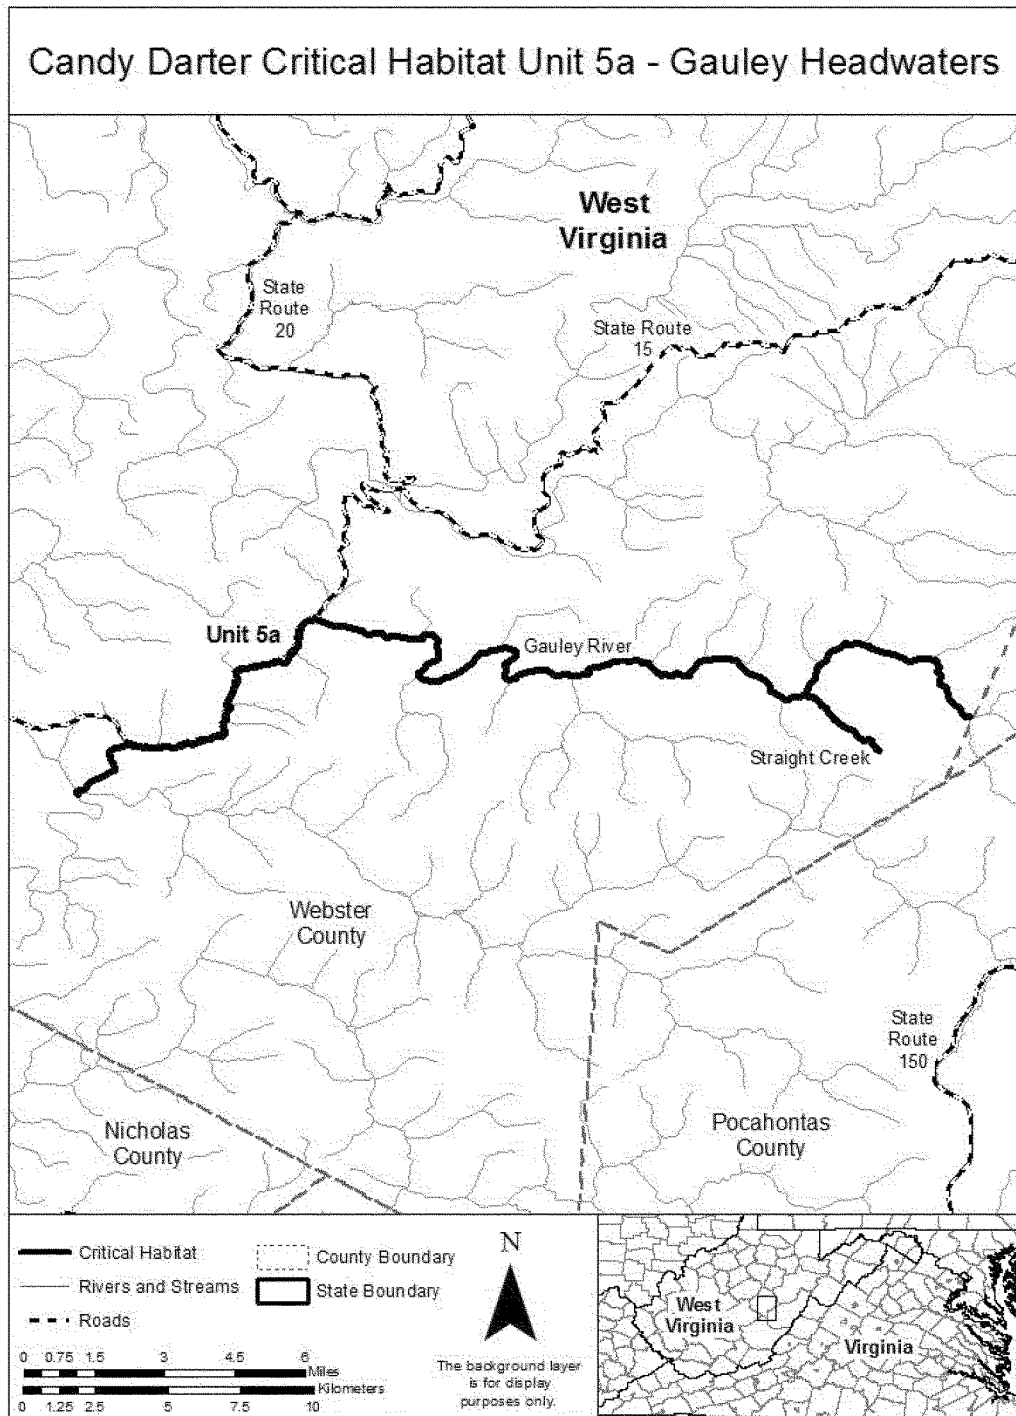 Candy Darter Critical Habitat Unit 5a - Gauley Headwaters
West
Virginia
State
Route
20
State Route
15
Unit 5a
Gauley River
Straight Creek
Webster
County
State
Route
150
Nicholas
County
Pocahontas
County
Critical Habitat
Rivers and Streams
Roads
County Boundary
State Boundary
0 0.75 1.5 3 4.5 6
Miles
Kilometers
0 1.25 2.5 5 7.5 10
N
The background layer
is for display
purposes only.
West
Virginia
Virginia